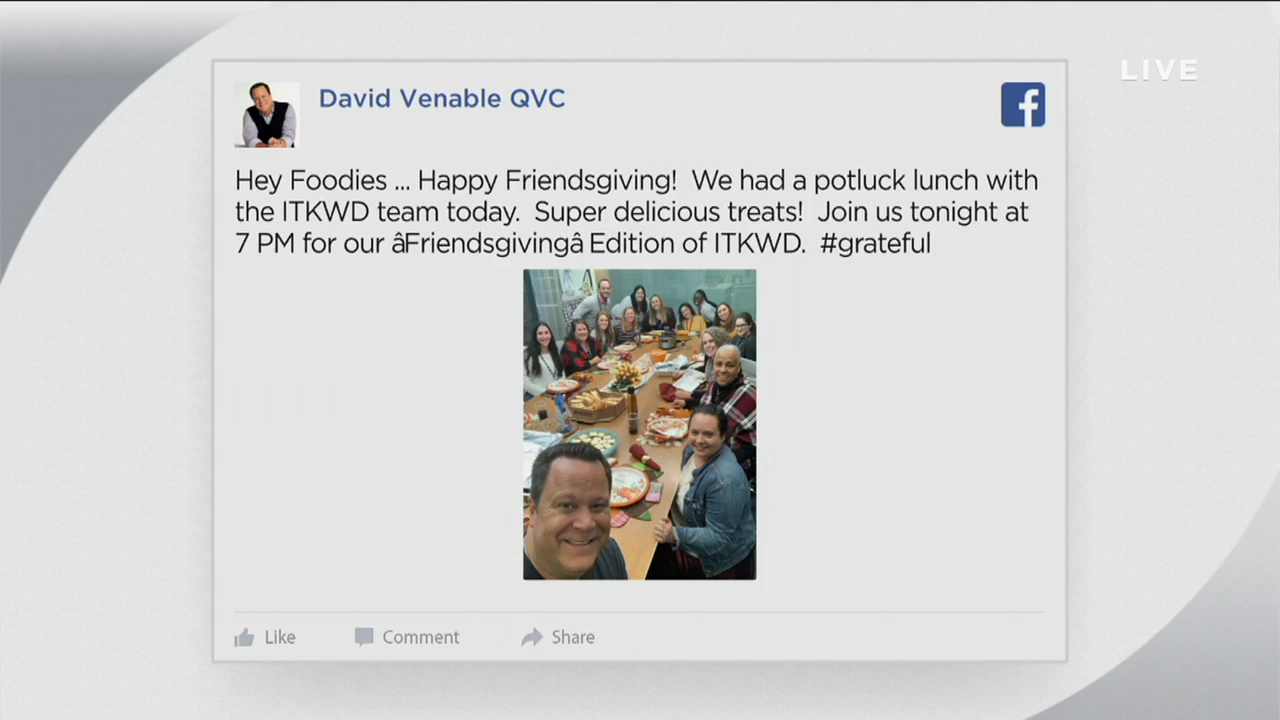 LIVE
David Venable QVC
Hey Foodies ... Happy Friendsgiving!  We had a potluck lunch with
the ITKWD team today.  Super delicious treats!  Join us tonight at
7 PM for our âFriendsgivingâ Edition of ITKWD.  #grateful
Like
Comment
Share